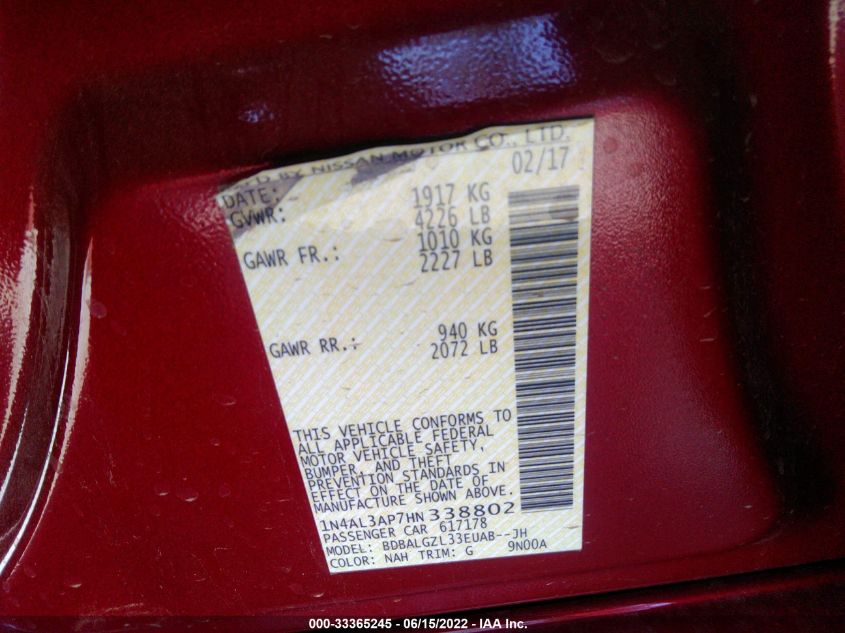 BY NISSAN MOTOR CO., LTD.
DATE: 02/17
GVWR: 1917 KG
4226 LB
GAWR FR.: 1010 KG
2227 LB
GAWR RR.: 940 KG
2072 LB
THIS VEHICLE CONFORMS TO
ALL APPLICABLE FEDERAL
MOTOR VEHICLE SAFETY,
BUMPER, AND THEFT
PREVENTION STANDARDS IN
EFFECT ON THE DATE OF
MANUFACTURE SHOWN ABOVE.
1N4AL3AP7HN338802
PASSENGER CAR 617178
MODEL: BDBALGZL33EUAB--JH
COLOR: NAH TRIM: G 9N00A
000-33365245 - 06/15/2022 - IAA Inc.